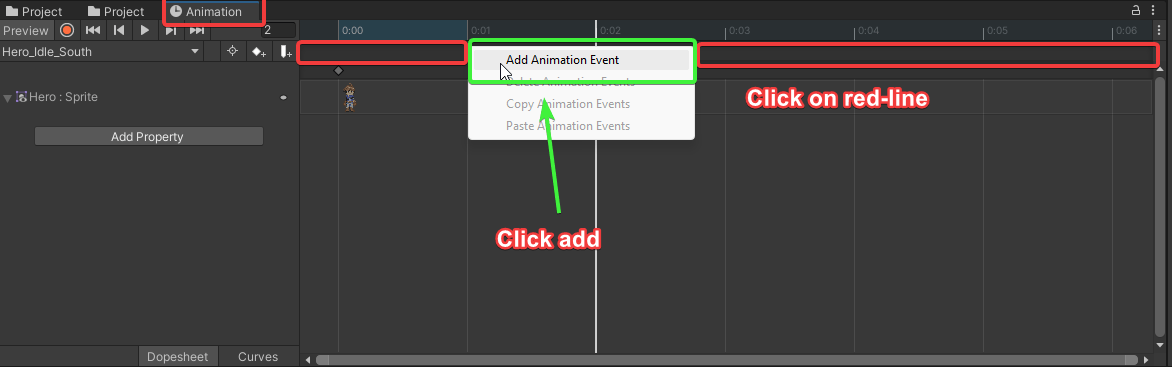 Project
Project
Animation
Preview
2
0:00
0:01
0:02
0:03
0:04
0:05
0:06
Hero_Idle_South
Add Animation Event
Delete Animation Events
Copy Animation Events
Paste Animation Events
Hero : Sprite
Click on red-line
Add Property
Click add
Dopesheet
Curves